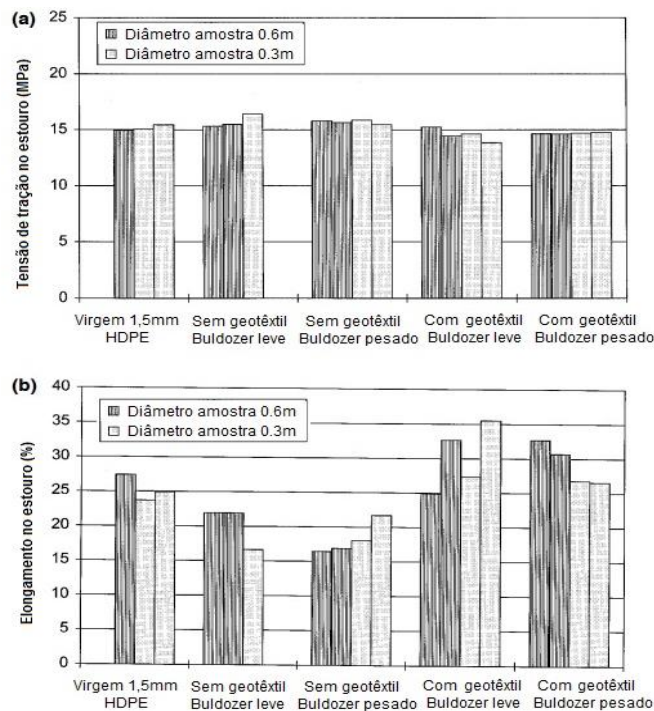 (a)
Tensão de tração no estouro (MPa)
25
20
15
10
5
0
Diâmetro amostra 0.6m
Diâmetro amostra 0.3m
Virgem 1,5mm
HDPE
Sem geotêxtil
Buldozer leve
Sem geotêxtil
Buldozer pesado
Com geotêxtil
Buldozer leve
Com geotêxtil
Buldozer pesado
(b)
Elongamento no estouro (%)
40
35
30
25
20
15
10
5
0
Diâmetro amostra 0.6m
Diâmetro amostra 0.3m
Virgem 1,5mm
HDPE
Sem geotêxtil
Buldozer leve
Sem geotêxtil
Buldozer pesado
Com geotêxtil
Buldozer leve
Com geotêxtil
Buldozer pesado